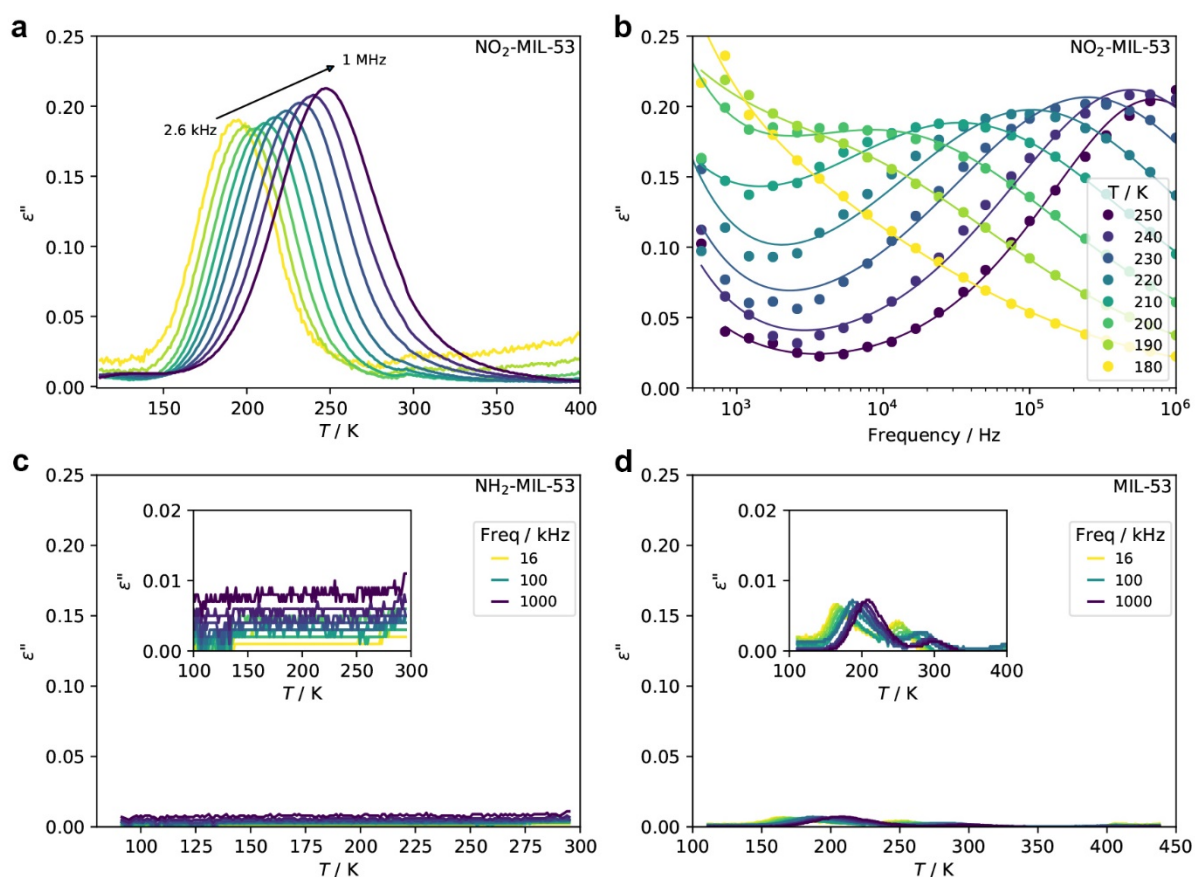 a
NO₂-MIL-53
1 MHz
2.6 kHz
ε''
0.25
0.20
0.15
0.10
0.05
0.00
150 200 250 300 350 400
T / K
b
NO₂-MIL-53
ε''
0.25
0.20
0.15
0.10
0.05
0.00
T / K
250
240
230
220
210
200
190
180
10³ 10⁴ 10⁵ 10⁶
Frequency / Hz
c
NH₂-MIL-53
ε''
0.25
0.20
0.15
0.10
0.05
0.00
Freq / kHz
16
100
1000
ε''
0.02
0.01
0.00
100 150 200 250 300
T / K
100 125 150 175 200 225 250 275 300
T / K
d
MIL-53
ε''
0.25
0.20
0.15
0.10
0.05
0.00
Freq / kHz
16
100
1000
ε''
0.02
0.01
0.00
100 200 300 400
T / K
100 150 200 250 300 350 400 450
T / K